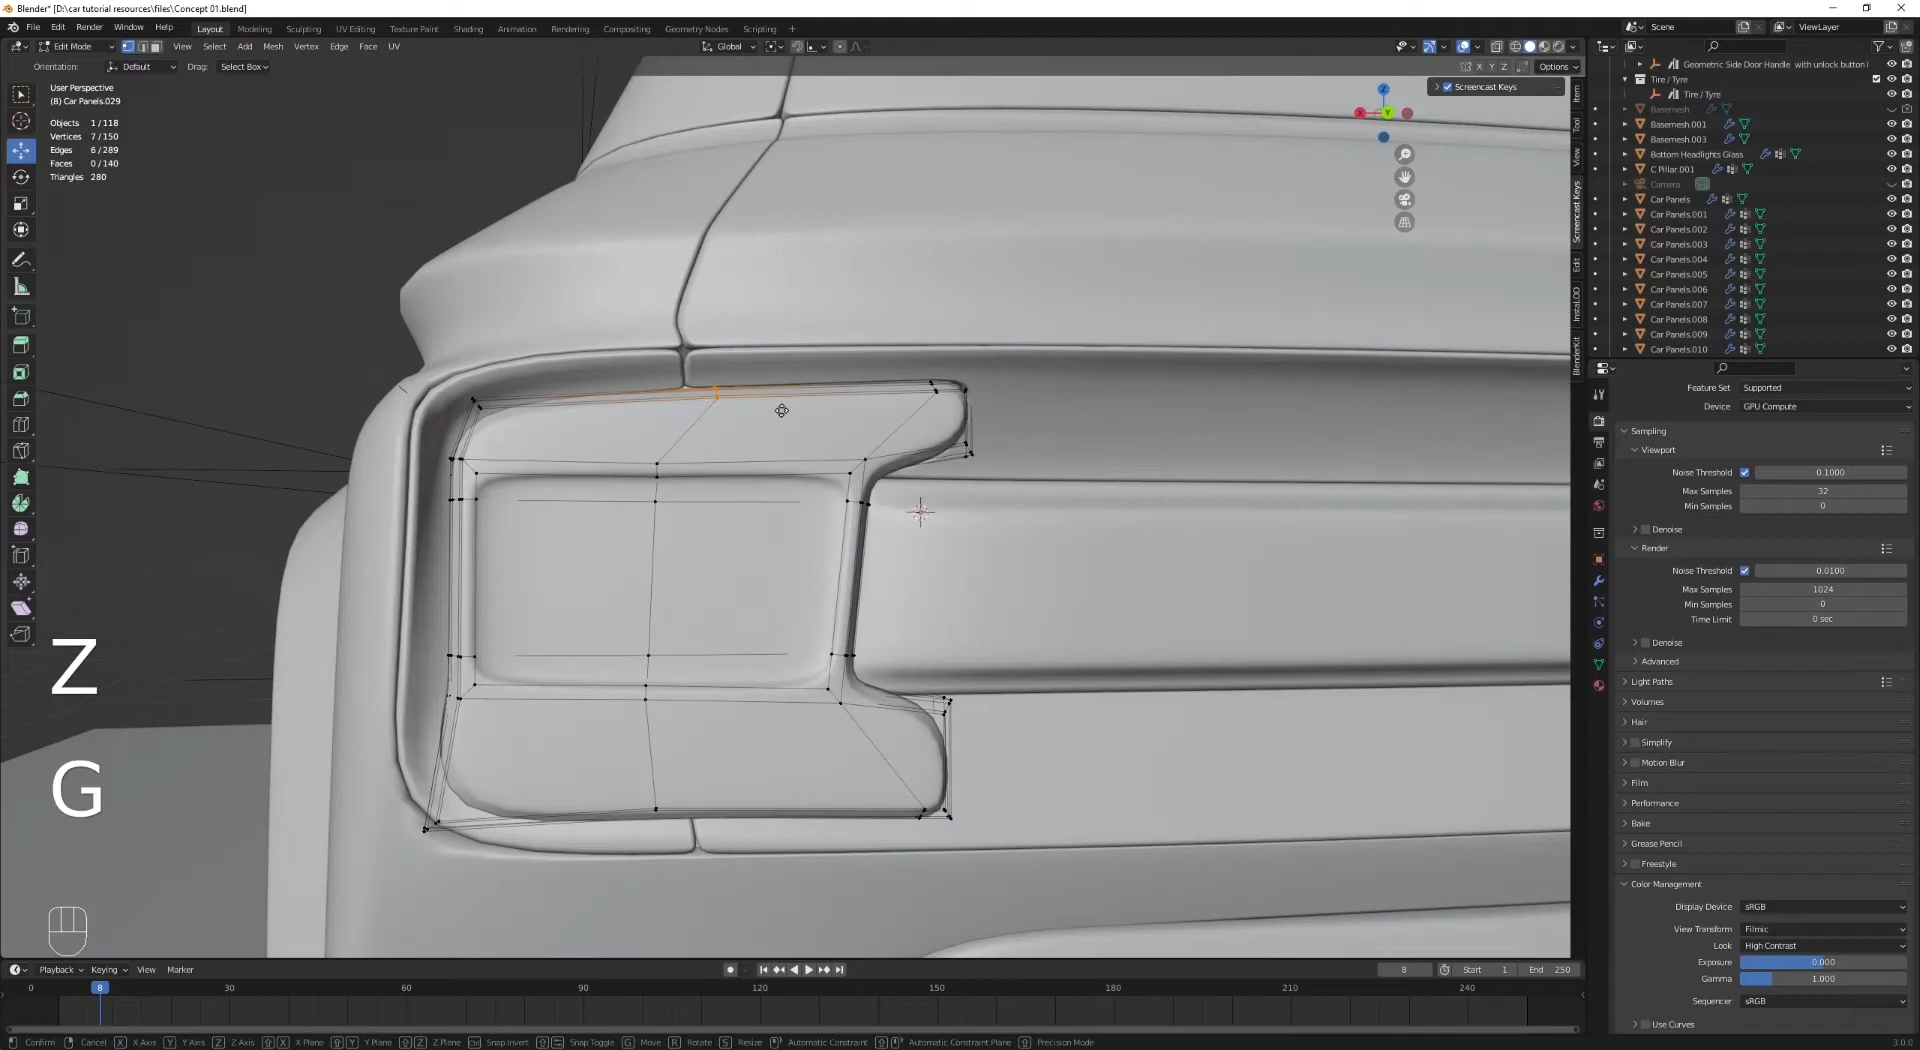 Blender* [D:\car tutorial resources\files\Concept 01.blend]
File Edit Render Window Help Layout Modeling Sculpting UV Editing Texture Paint Shading Animation Rendering Compositing Geometry Nodes Scripting + Scene ViewLayer
Edit Mode View Select Add Mesh Vertex Edge Face UV Global
Orientation: Default Drag: Select Box X Y Z Options
User Perspective
(8) Car Panels.029
Objects 1/118
Vertices 7/150
Edges 6/289
Faces 0/140
Triangles 280
Screencast Keys
Z
X
Y
Item
Tool
View
Screencast Keys
Edit
InstaLOD
BlenderKit
Geometric Side Door Handle with unlock button
Tire / Tyre
Tire / Tyre
Basemesh
Basemesh.001
Basemesh.003
Bottom Headlights Glass
C Pillar.001
Camera
Car Panels
Car Panels.001
Car Panels.002
Car Panels.003
Car Panels.004
Car Panels.005
Car Panels.006
Car Panels.007
Car Panels.008
Car Panels.009
Car Panels.010
Feature Set Supported
Device GPU Compute
Sampling
Viewport
Noise Threshold 0.1000
Max Samples 32
Min Samples 0
Denoise
Render
Noise Threshold 0.0100
Max Samples 1024
Min Samples 0
Time Limit 0 sec
Denoise
Advanced
Light Paths
Volumes
Hair
Simplify
Motion Blur
Film
Performance
Bake
Grease Pencil
Freestyle
Color Management
Display Device sRGB
View Transform Filmic
Look High Contrast
Exposure 0.000
Gamma 1.000
Sequencer sRGB
Use Curves
Z
G
Playback Keying View Marker 8 Start 1 End 250
0 8 30 60 90 120 150 180 210 240
Confirm Cancel X X Axis Y Y Axis Z Z Axis X X Plane Y Y Plane Z Z Plane Ctrl Snap Invert Snap Toggle G Move R Rotate S Resize Automatic Constraint Automatic Constraint Plane Precision Mode 3.0.0